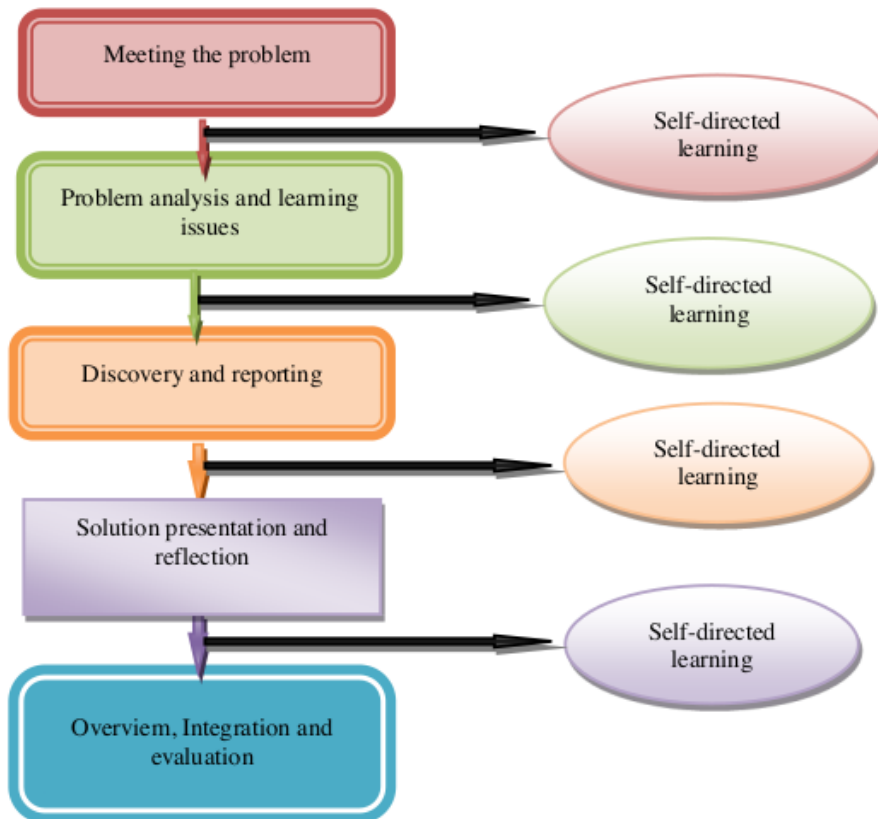 Meeting the problem
Self-directed
learning
Problem analysis and learning
issues
Self-directed
learning
Discovery and reporting
Self-directed
learning
Solution presentation and
reflection
Self-directed
learning
Overviem, Integration and
evaluation